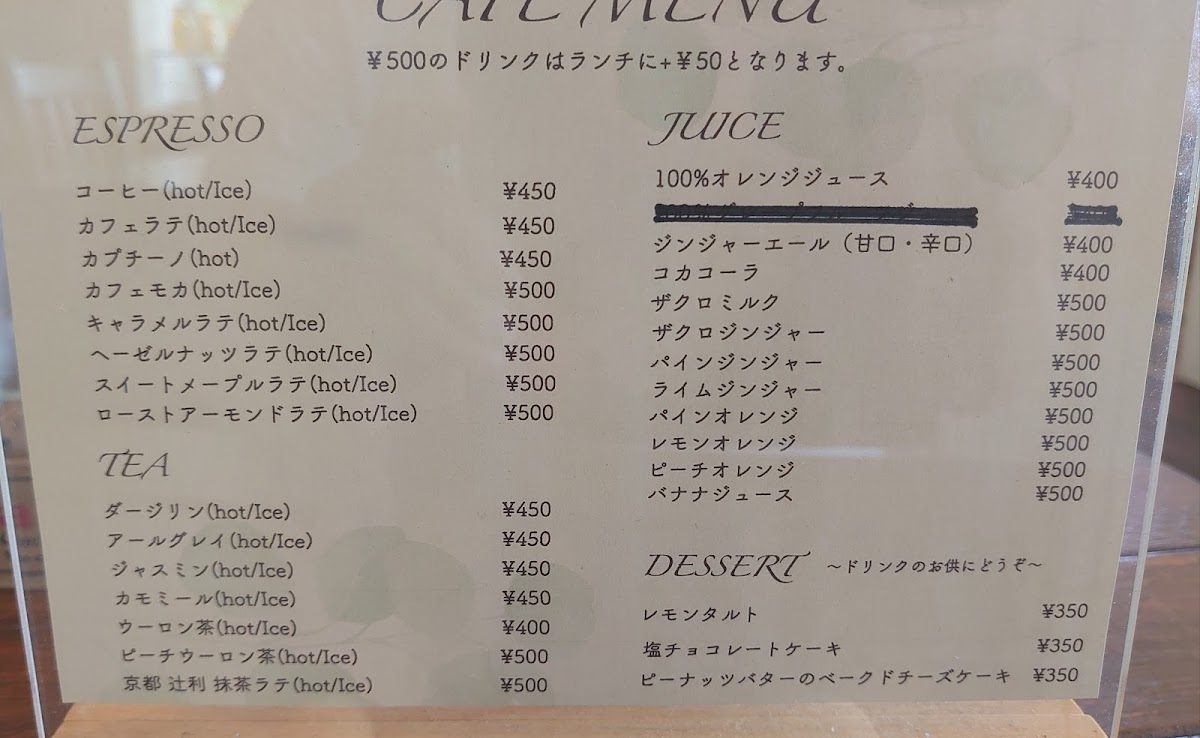 CAFE MENU
¥500のドリンクはランチに+¥50となります。
ESPRESSO
コーヒー(hot/Ice) ¥450
カフェラテ(hot/Ice) ¥450
カプチーノ(hot) ¥450
カフェモカ(hot/Ice) ¥500
キャラメルラテ(hot/Ice) ¥500
ヘーゼルナッツラテ(hot/Ice) ¥500
スイートメープルラテ(hot/Ice) ¥500
ローストアーモンドラテ(hot/Ice) ¥500
TEA
ダージリン(hot/Ice) ¥450
アールグレイ(hot/Ice) ¥450
ジャスミン(hot/Ice) ¥450
カモミール(hot/Ice) ¥450
ウーロン茶(hot/Ice) ¥400
ピーチウーロン茶(hot/Ice) ¥500
京都 辻利 抹茶ラテ(hot/Ice) ¥500
JUICE
100%オレンジジュース ¥400
ジンジャーエール（甘口・辛口） ¥400
コカコーラ ¥400
ザクロミルク ¥500
ザクロジンジャー ¥500
パインジンジャー ¥500
ライムジンジャー ¥500
パインオレンジ ¥500
レモンオレンジ ¥500
ピーチオレンジ ¥500
バナナジュース ¥500
DESSERT ～ドリンクのお供にどうぞ～
レモンタルト ¥350
塩チョコレートケーキ ¥350
ピーナッツバターのベークドチーズケーキ ¥350